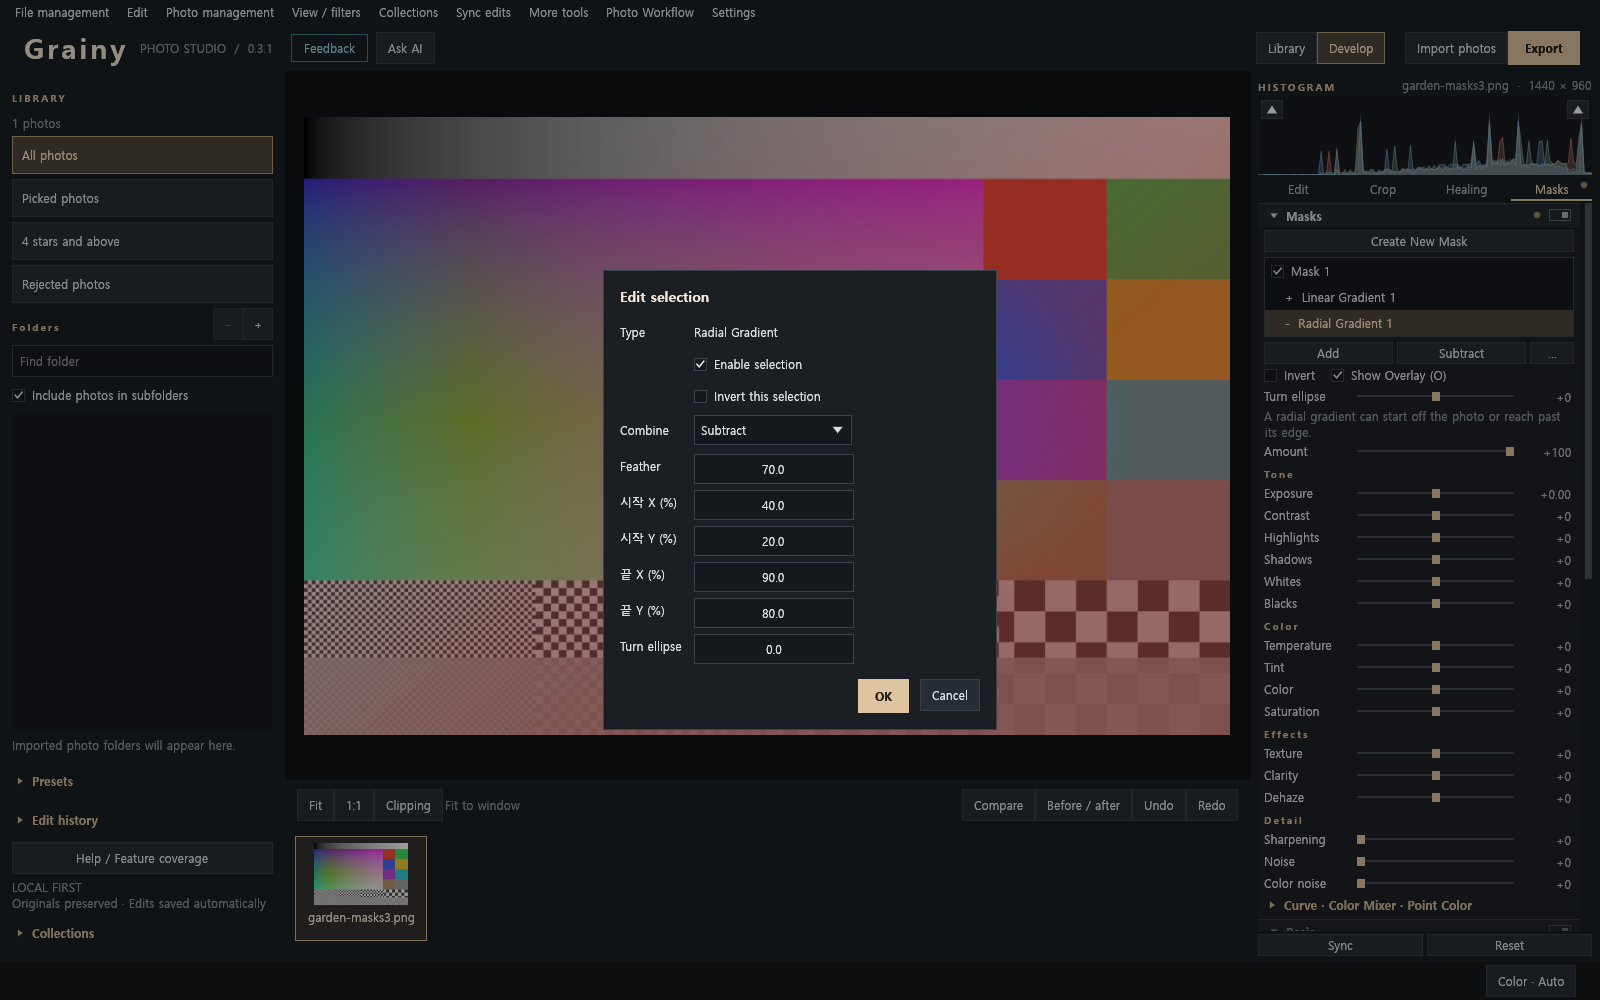 File management Edit Photo management View / filters Collections Sync edits More tools Photo Workflow Settings
Grainy PHOTO STUDIO / 0.3.1 Feedback Ask AI Library Develop Import photos Export
LIBRARY
1 photos
All photos
Picked photos
4 stars and above
Rejected photos
Folders - +
Find folder
Include photos in subfolders
Imported photo folders will appear here.
Presets
Edit history
Help / Feature coverage
LOCAL FIRST
Originals preserved · Edits saved automatically
Collections
Edit selection
Type Radial Gradient
Enable selection
Invert this selection
Combine Subtract
Feather 70.0
시작 X (%) 40.0
시작 Y (%) 20.0
끝 X (%) 90.0
끝 Y (%) 80.0
Turn ellipse 0.0
OK Cancel
Fit 1:1 Clipping Fit to window Compare Before / after Undo Redo
garden-masks3.png
HISTOGRAM garden-masks3.png · 1440 × 960
Edit Crop Healing Masks
Masks
Create New Mask
Mask 1
+ Linear Gradient 1
- Radial Gradient 1
Add Subtract ...
Invert Show Overlay (O)
Turn ellipse +0
A radial gradient can start off the photo or reach past
its edge.
Amount +100
Tone
Exposure +0.00
Contrast +0
Highlights +0
Shadows +0
Whites +0
Blacks +0
Color
Temperature +0
Tint +0
Color +0
Saturation +0
Effects
Texture +0
Clarity +0
Dehaze +0
Detail
Sharpening +0
Noise +0
Color noise +0
Curve · Color Mixer · Point Color
Sync Reset
Color · Auto